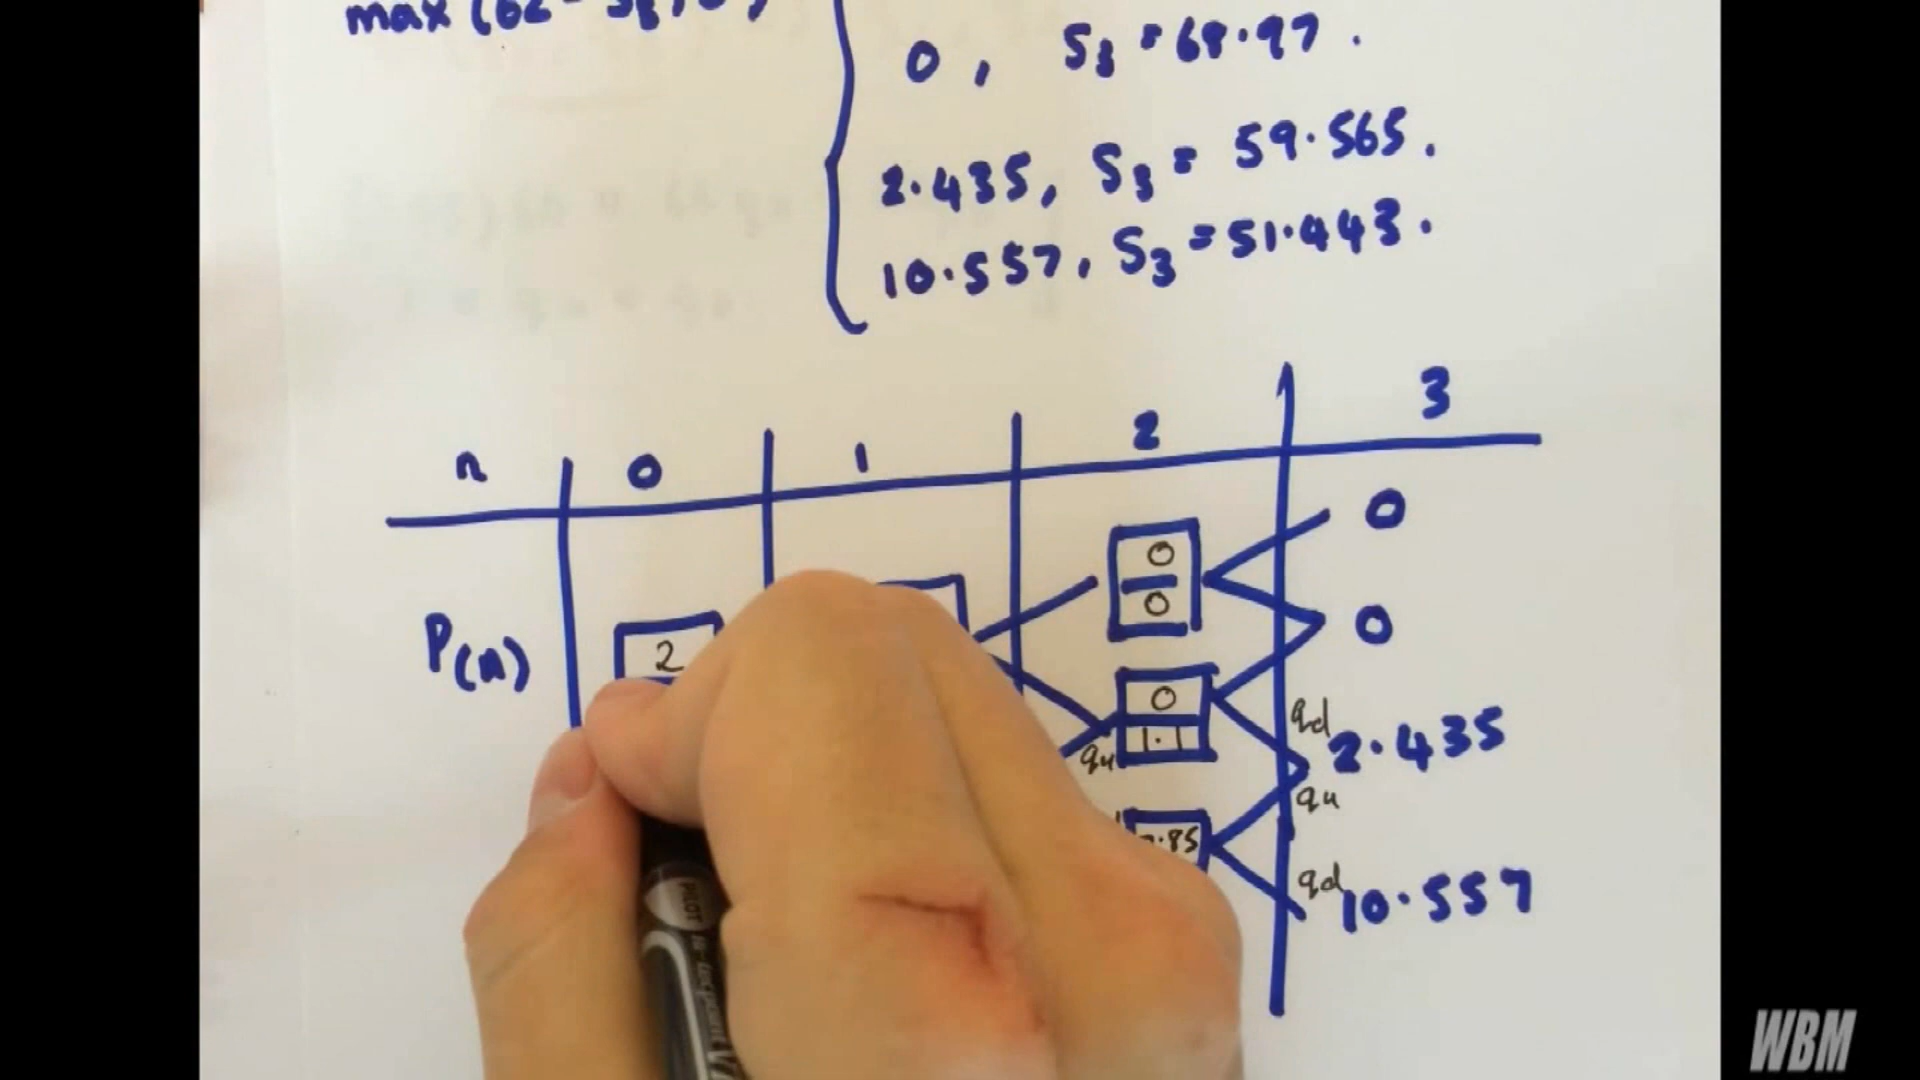 max (62 - S3, 0)
0, S3 = 68.97.
2.435, S3 = 59.565.
10.557, S3 = 51.443.
n 0 1 2 3
P(n)
2
0
0
0
0
0
1.1
qu
qd
2.435
qu
.85
qd
10.557
PILOT
WBM